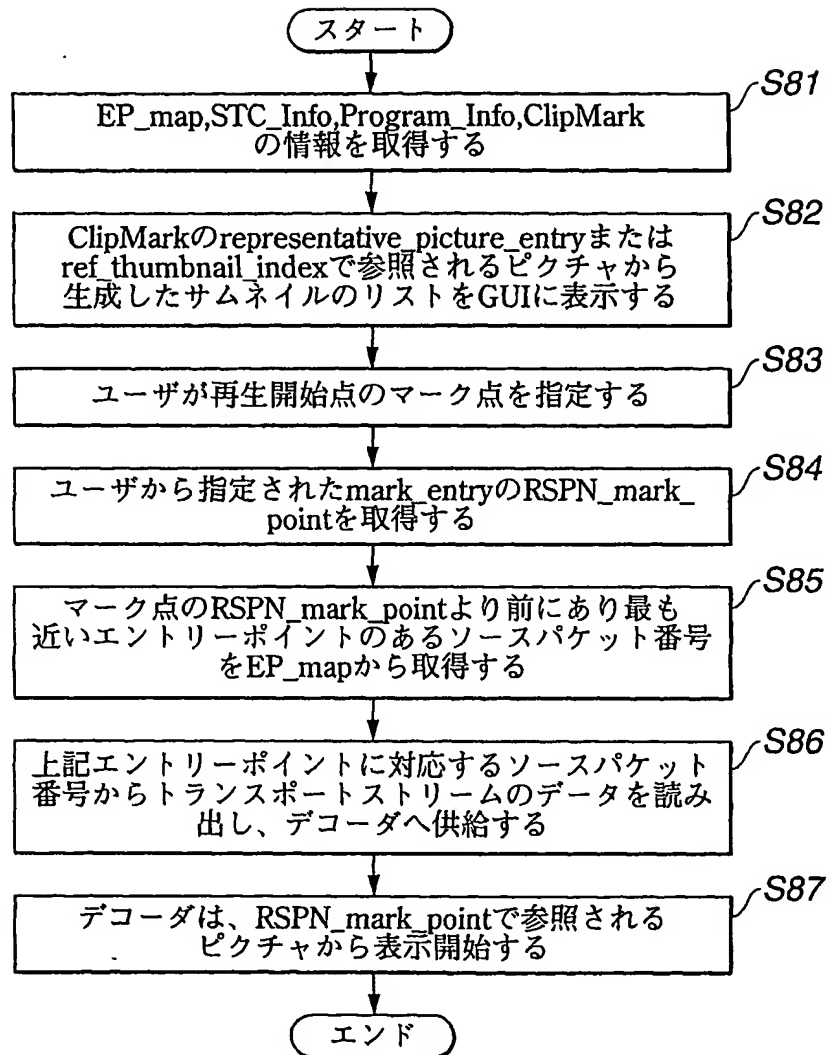 スタート
S81
EP_map,STC_Info,Program_Info,ClipMark
の情報を取得する
S82
ClipMarkのrepresentative_picture_entryまたは
ref_thumbnail_indexで参照されるピクチャから
生成したサムネイルのリストをGUIに表示する
S83
ユーザが再生開始点のマーク点を指定する
S84
ユーザから指定されたmark_entryのRSPN_mark_
pointを取得する
S85
マーク点のRSPN_mark_pointより前にあり最も
近いエントリーポイントのあるソースパケット番号
をEP_mapから取得する
S86
上記エントリーポイントに対応するソースパケット
番号からトランスポートストリームのデータを読み
出し、デコーダへ供給する
S87
デコーダは、RSPN_mark_pointで参照される
ピクチャから表示開始する
エンド